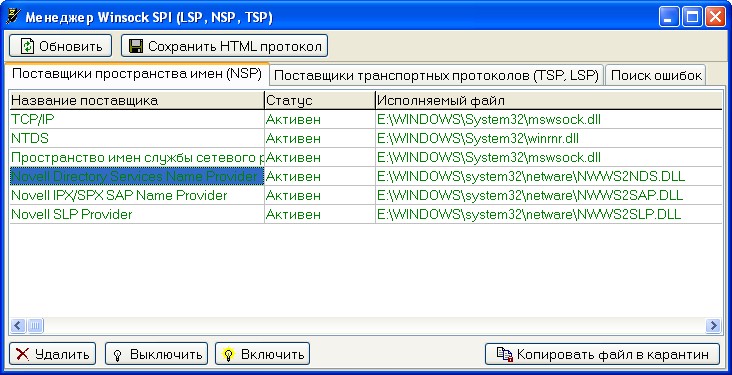 Менеджер Winsock SPI (LSP, NSP, TSP)
Обновить Сохранить HTML протокол
Поставщики пространства имен (NSP) Поставщики транспортных протоколов (TSP, LSP) Поиск ошибок
Название поставщика Статус Исполняемый файл
TCP/IP Активен E:\WINDOWS\System32\mswsock.dll
NTDS Активен E:\WINDOWS\System32\winrnr.dll
Пространство имен службы сетевого р Активен E:\WINDOWS\System32\mswsock.dll
Novell Directory Services Name Provider Активен E:\WINDOWS\system32\netware\NWWS2NDS.DLL
Novell IPX/SPX SAP Name Provider Активен E:\WINDOWS\system32\netware\NWWS2SAP.DLL
Novell SLP Provider Активен E:\WINDOWS\system32\netware\NWWS2SLP.DLL
Удалить Выключить Включить Копировать файл в карантин